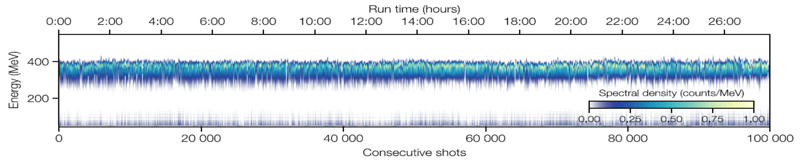 Run time (hours)
0:00 2:00 4:00 6:00 8:00 10:00 12:00 14:00 16:00 18:00 20:00 22:00 24:00 26:00
Energy (MeV)
400
200
Spectral density (counts/MeV)
0.00 0.25 0.50 0.75 1.00
0 20 000 40 000 60 000 80 000 100 000
Consecutive shots